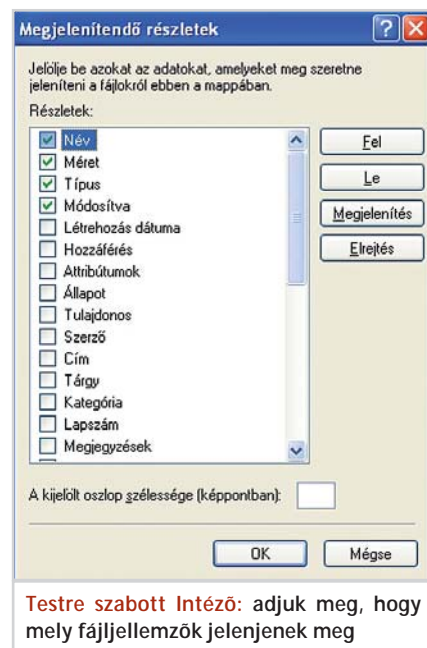 Megjelenítendő részletek
Jelölje be azokat az adatokat, amelyeket meg szeretne
jeleníteni a fájlokról ebben a mappában.
Részletek:
Név
Méret
Típus
Módosítva
Létrehozás dátuma
Hozzáférés
Attribútumok
Állapot
Tulajdonos
Szerző
Cím
Tárgy
Kategória
Lapszám
Megjegyzések
Fel
Le
Megjelenítés
Elrejtés
A kijelölt oszlop szélessége (képpontban):
OK
Mégse
Testre szabott Intézõ: adjuk meg, hogy
mely fájljellemzõk jelenjenek meg